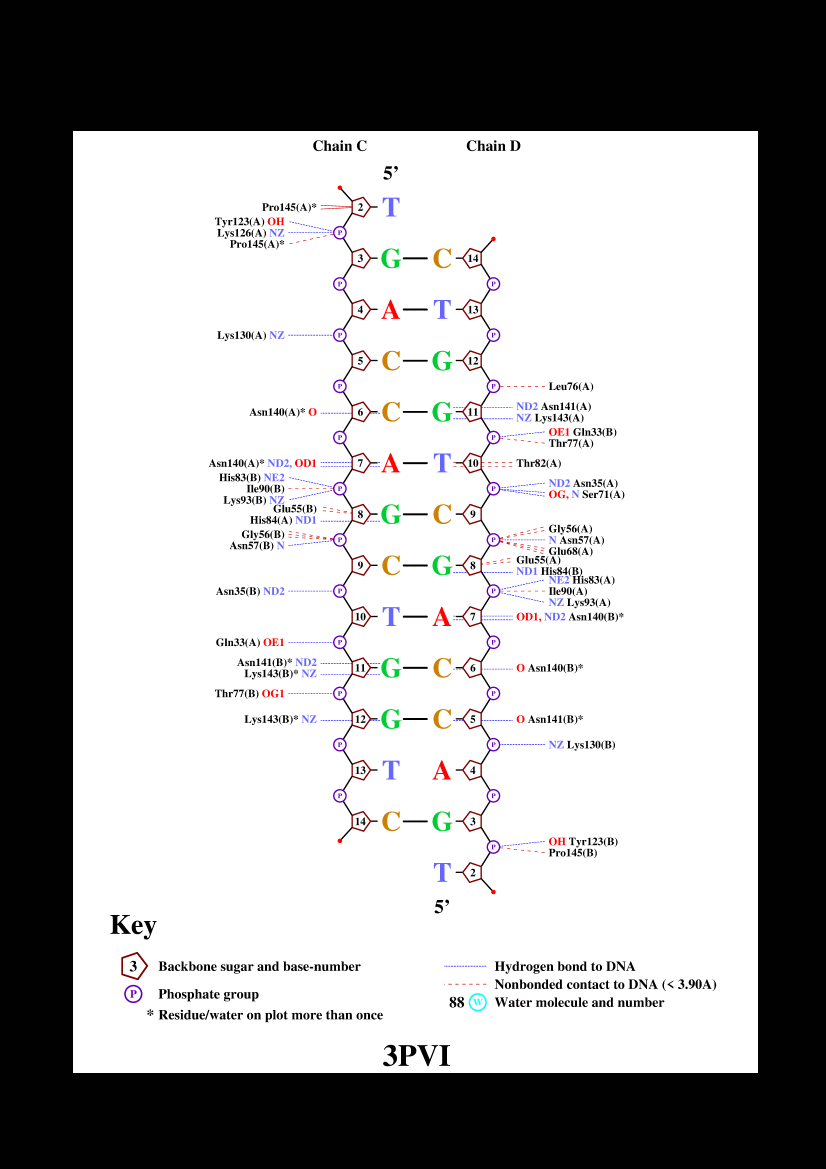 Chain C Chain D
5’
Pro145(A)* 2 T
Tyr123(A) OH
Lys126(A) NZ P
Pro145(A)*
3 G C 14
P P
4 A T 13
Lys130(A) NZ P P
5 C G 12
P P Leu76(A)
Asn140(A)* O 6 C G 11 ND2 Asn141(A)
NZ Lys143(A)
P P OE1 Gln33(B)
Thr77(A)
Asn140(A)* ND2, OD1 7 A T 10 Thr82(A)
His83(B) NE2
Ile90(B) P P ND2 Asn35(A)
Lys93(B) NZ OG, N Ser71(A)
Glu55(B)
His84(A) ND1 8 G C 9
Gly56(B) Gly56(A)
Asn57(B) N P P N Asn57(A)
Glu68(A)
Glu55(A)
9 C G 8 ND1 His84(B)
NE2 His83(A)
Asn35(B) ND2 P P Ile90(A)
NZ Lys93(A)
10 T A 7 OD1, ND2 Asn140(B)*
Gln33(A) OE1 P P
Asn141(B)* ND2
Lys143(B)* NZ 11 G C 6 O Asn140(B)*
Thr77(B) OG1 P P
Lys143(B)* NZ 12 G C 5 O Asn141(B)*
P P NZ Lys130(B)
13 T A 4
P P
14 C G 3
P OH Tyr123(B)
Pro145(B)
T 2
5’
Key
3 Backbone sugar and base-number
P Phosphate group
* Residue/water on plot more than once
Hydrogen bond to DNA
Nonbonded contact to DNA (< 3.90A)
88 W Water molecule and number
3PVI